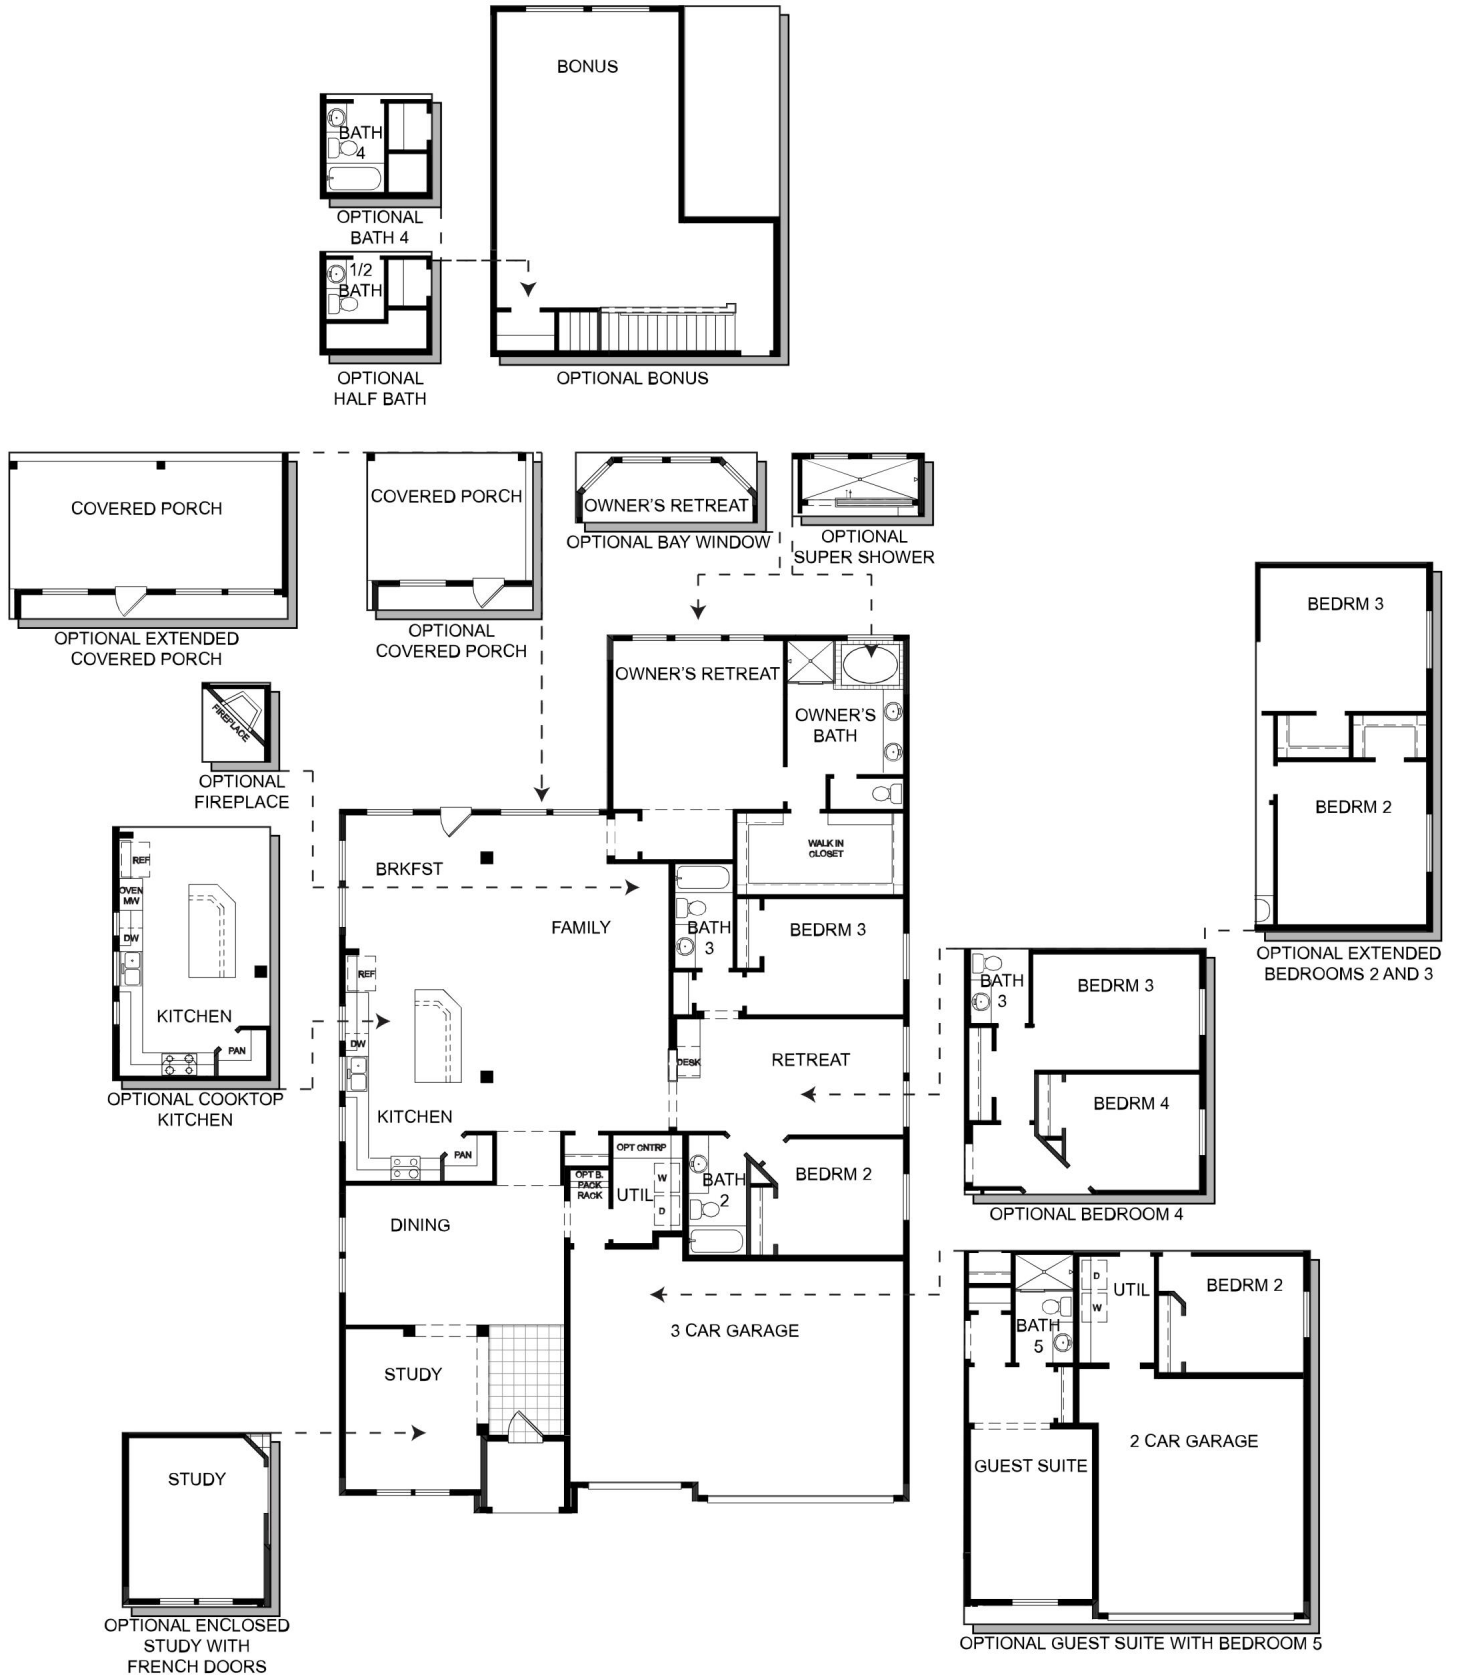 BONUS
BATH
4
OPTIONAL
BATH 4
1/2
BATH
OPTIONAL
HALF BATH
OPTIONAL BONUS
COVERED PORCH
OPTIONAL EXTENDED
COVERED PORCH
COVERED PORCH
OPTIONAL
COVERED PORCH
OWNER'S RETREAT
OPTIONAL BAY WINDOW
OPTIONAL
SUPER SHOWER
BEDRM 3
BEDRM 2
OPTIONAL EXTENDED
BEDROOMS 2 AND 3
FIREPLACE
OPTIONAL
FIREPLACE
OWNER'S RETREAT
OWNER'S
BATH
WALK IN
CLOSET
BRKFST
FAMILY
BATH
3
BEDRM 3
REF
DW
KITCHEN
PAN
DESK
RETREAT
OPT CNTRP
OPT B.
PACK
RACK
UTIL
W
D
BATH
2
BEDRM 2
DINING
STUDY
3 CAR GARAGE
REF
OVEN
MW
DW
KITCHEN
PAN
OPTIONAL COOKTOP
KITCHEN
BATH
3
BEDRM 3
BEDRM 4
OPTIONAL BEDROOM 4
D
W
UTIL
BEDRM 2
BATH
5
GUEST SUITE
2 CAR GARAGE
OPTIONAL GUEST SUITE WITH BEDROOM 5
STUDY
OPTIONAL ENCLOSED
STUDY WITH
FRENCH DOORS